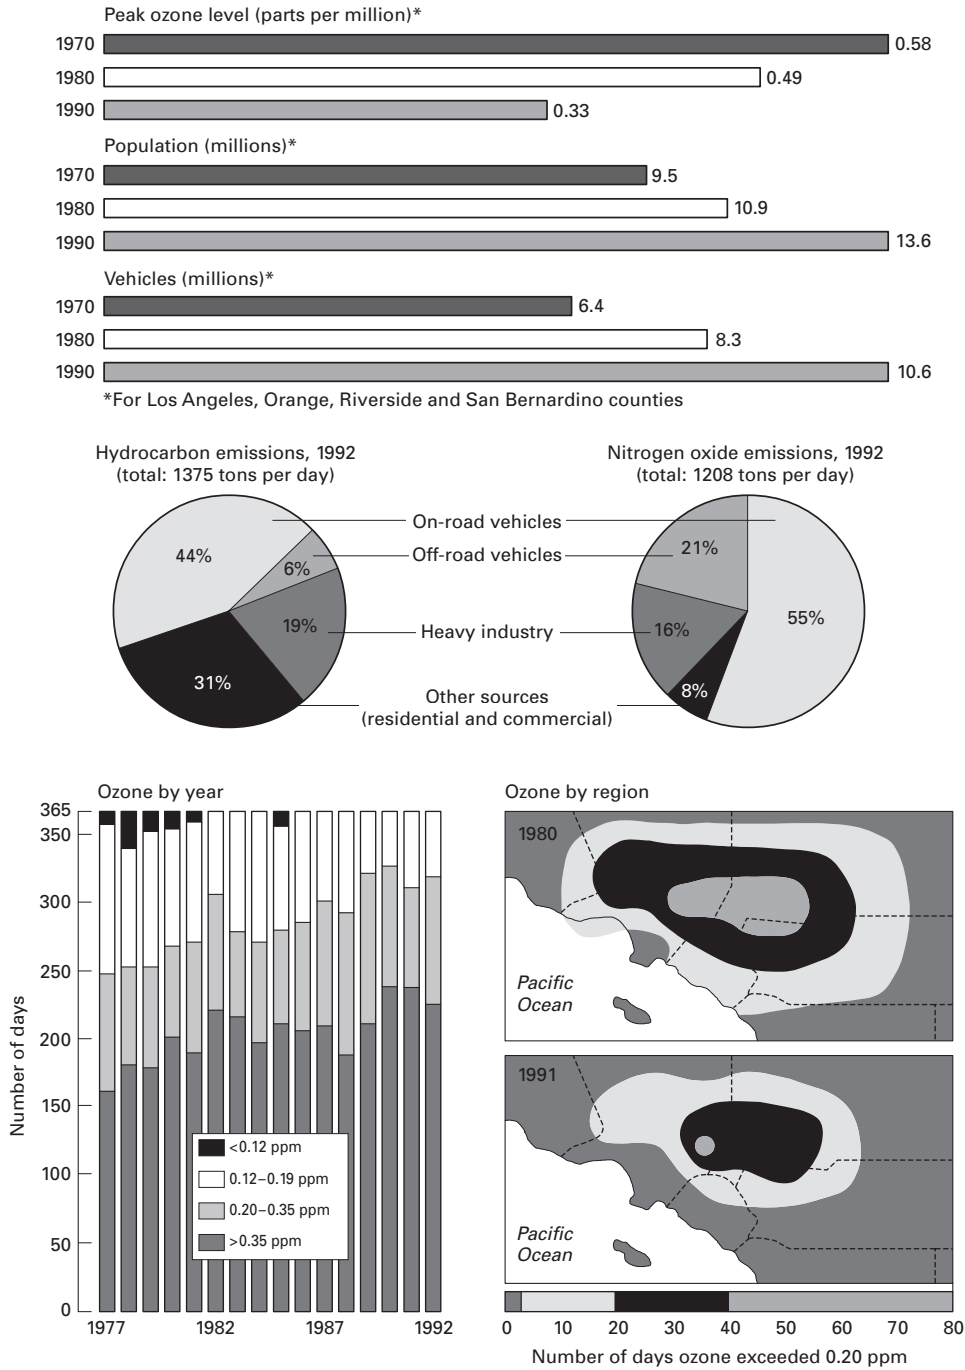 Peak ozone level (parts per million)*
1970 0.58
1980 0.49
1990 0.33
Population (millions)*
1970 9.5
1980 10.9
1990 13.6
Vehicles (millions)*
1970 6.4
1980 8.3
1990 10.6
*For Los Angeles, Orange, Riverside and San Bernardino counties
Hydrocarbon emissions, 1992
(total: 1375 tons per day)
44%
6%
19%
31%
On-road vehicles
Off-road vehicles
Heavy industry
Other sources
(residential and commercial)
Nitrogen oxide emissions, 1992
(total: 1208 tons per day)
21%
55%
16%
8%
Ozone by year
Number of days
365
350
300
250
200
150
100
50
0
<0.12 ppm
0.12–0.19 ppm
0.20–0.35 ppm
>0.35 ppm
1977 1982 1987 1992
Ozone by region
1980
Pacific
Ocean
1991
Pacific
Ocean
0 10 20 30 40 50 60 70 80
Number of days ozone exceeded 0.20 ppm